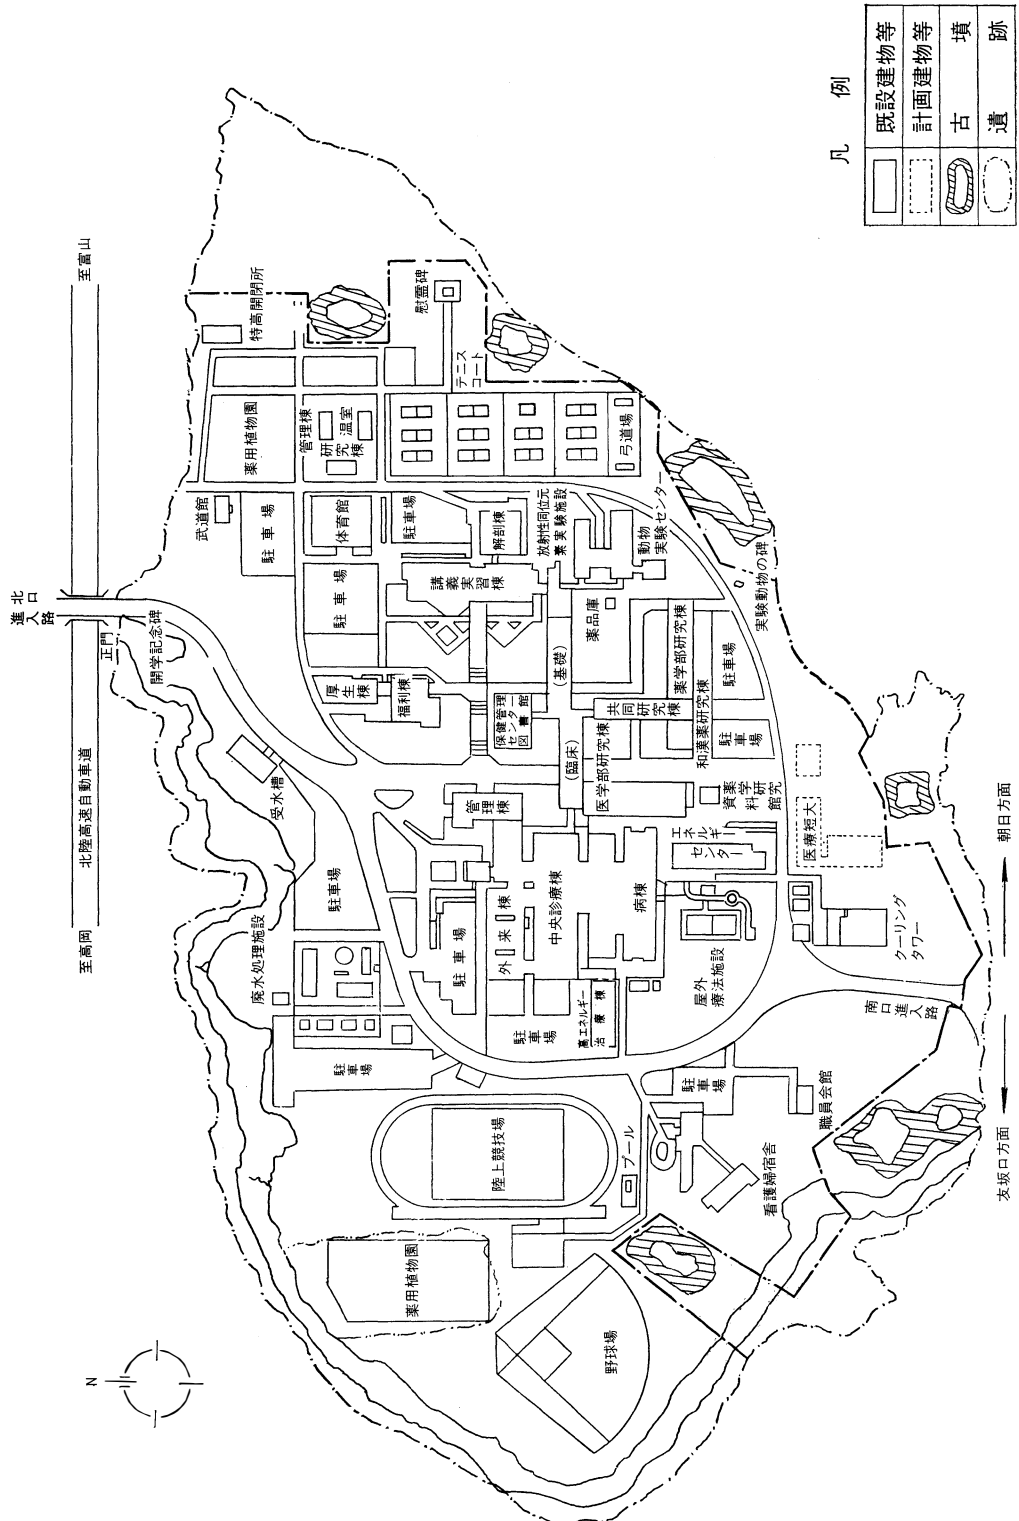 凡 例
既設建物等
計画建物等
古 墳
遺 跡
至富山
至高岡
北陸高速自動車道
北口
進入路
正門
開学記念碑
武道館
特高開閉所
慰霊碑
テニス
コート
薬用植物園
管理棟
研究棟
温室
弓道場
駐車場
体育館
駐車場
解剖棟
放射性同位元
素実験施設
動物
実験センター
実験動物の碑
駐車場
講義実習
棟
薬品庫
(基礎)
薬学部研究棟
駐車場
厚生棟
福利棟
保健管理
センター
図書館
共同研究棟
和漢薬研究棟
駐車場
(臨床)
医学部研究棟
受水槽
管理棟
資料館
薬学研究
エネルギー
センター
医療短大
駐車場
廃水処理施設
駐車場
外来棟
中央診療棟
病棟
屋外
療法施設
クーリング
タワー
駐車場
高エネルギー
治療棟
駐車場
南口
進入路
朝日方面
友坂口方面
駐車場
職員会館
陸上競技場
プール
看護婦宿舎
薬用植物園
野球場
N